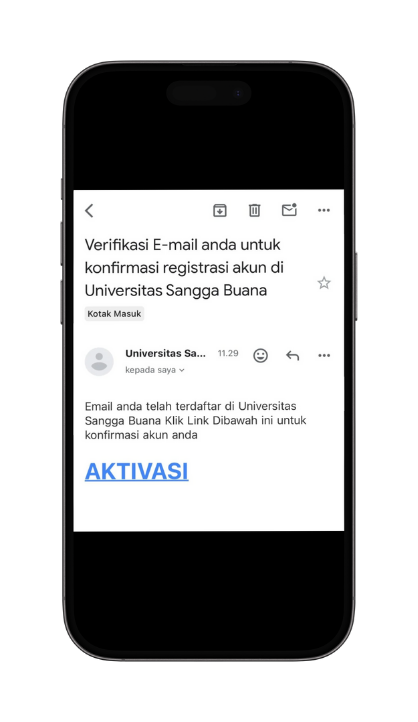 Verifikasi E-mail anda untuk
konfirmasi registrasi akun di
Universitas Sangga Buana
Kotak Masuk
Universitas Sa... 11.29
kepada saya
Email anda telah terdaftar di Universitas
Sangga Buana Klik Link Dibawah ini untuk
konfirmasi akun anda
AKTIVASI